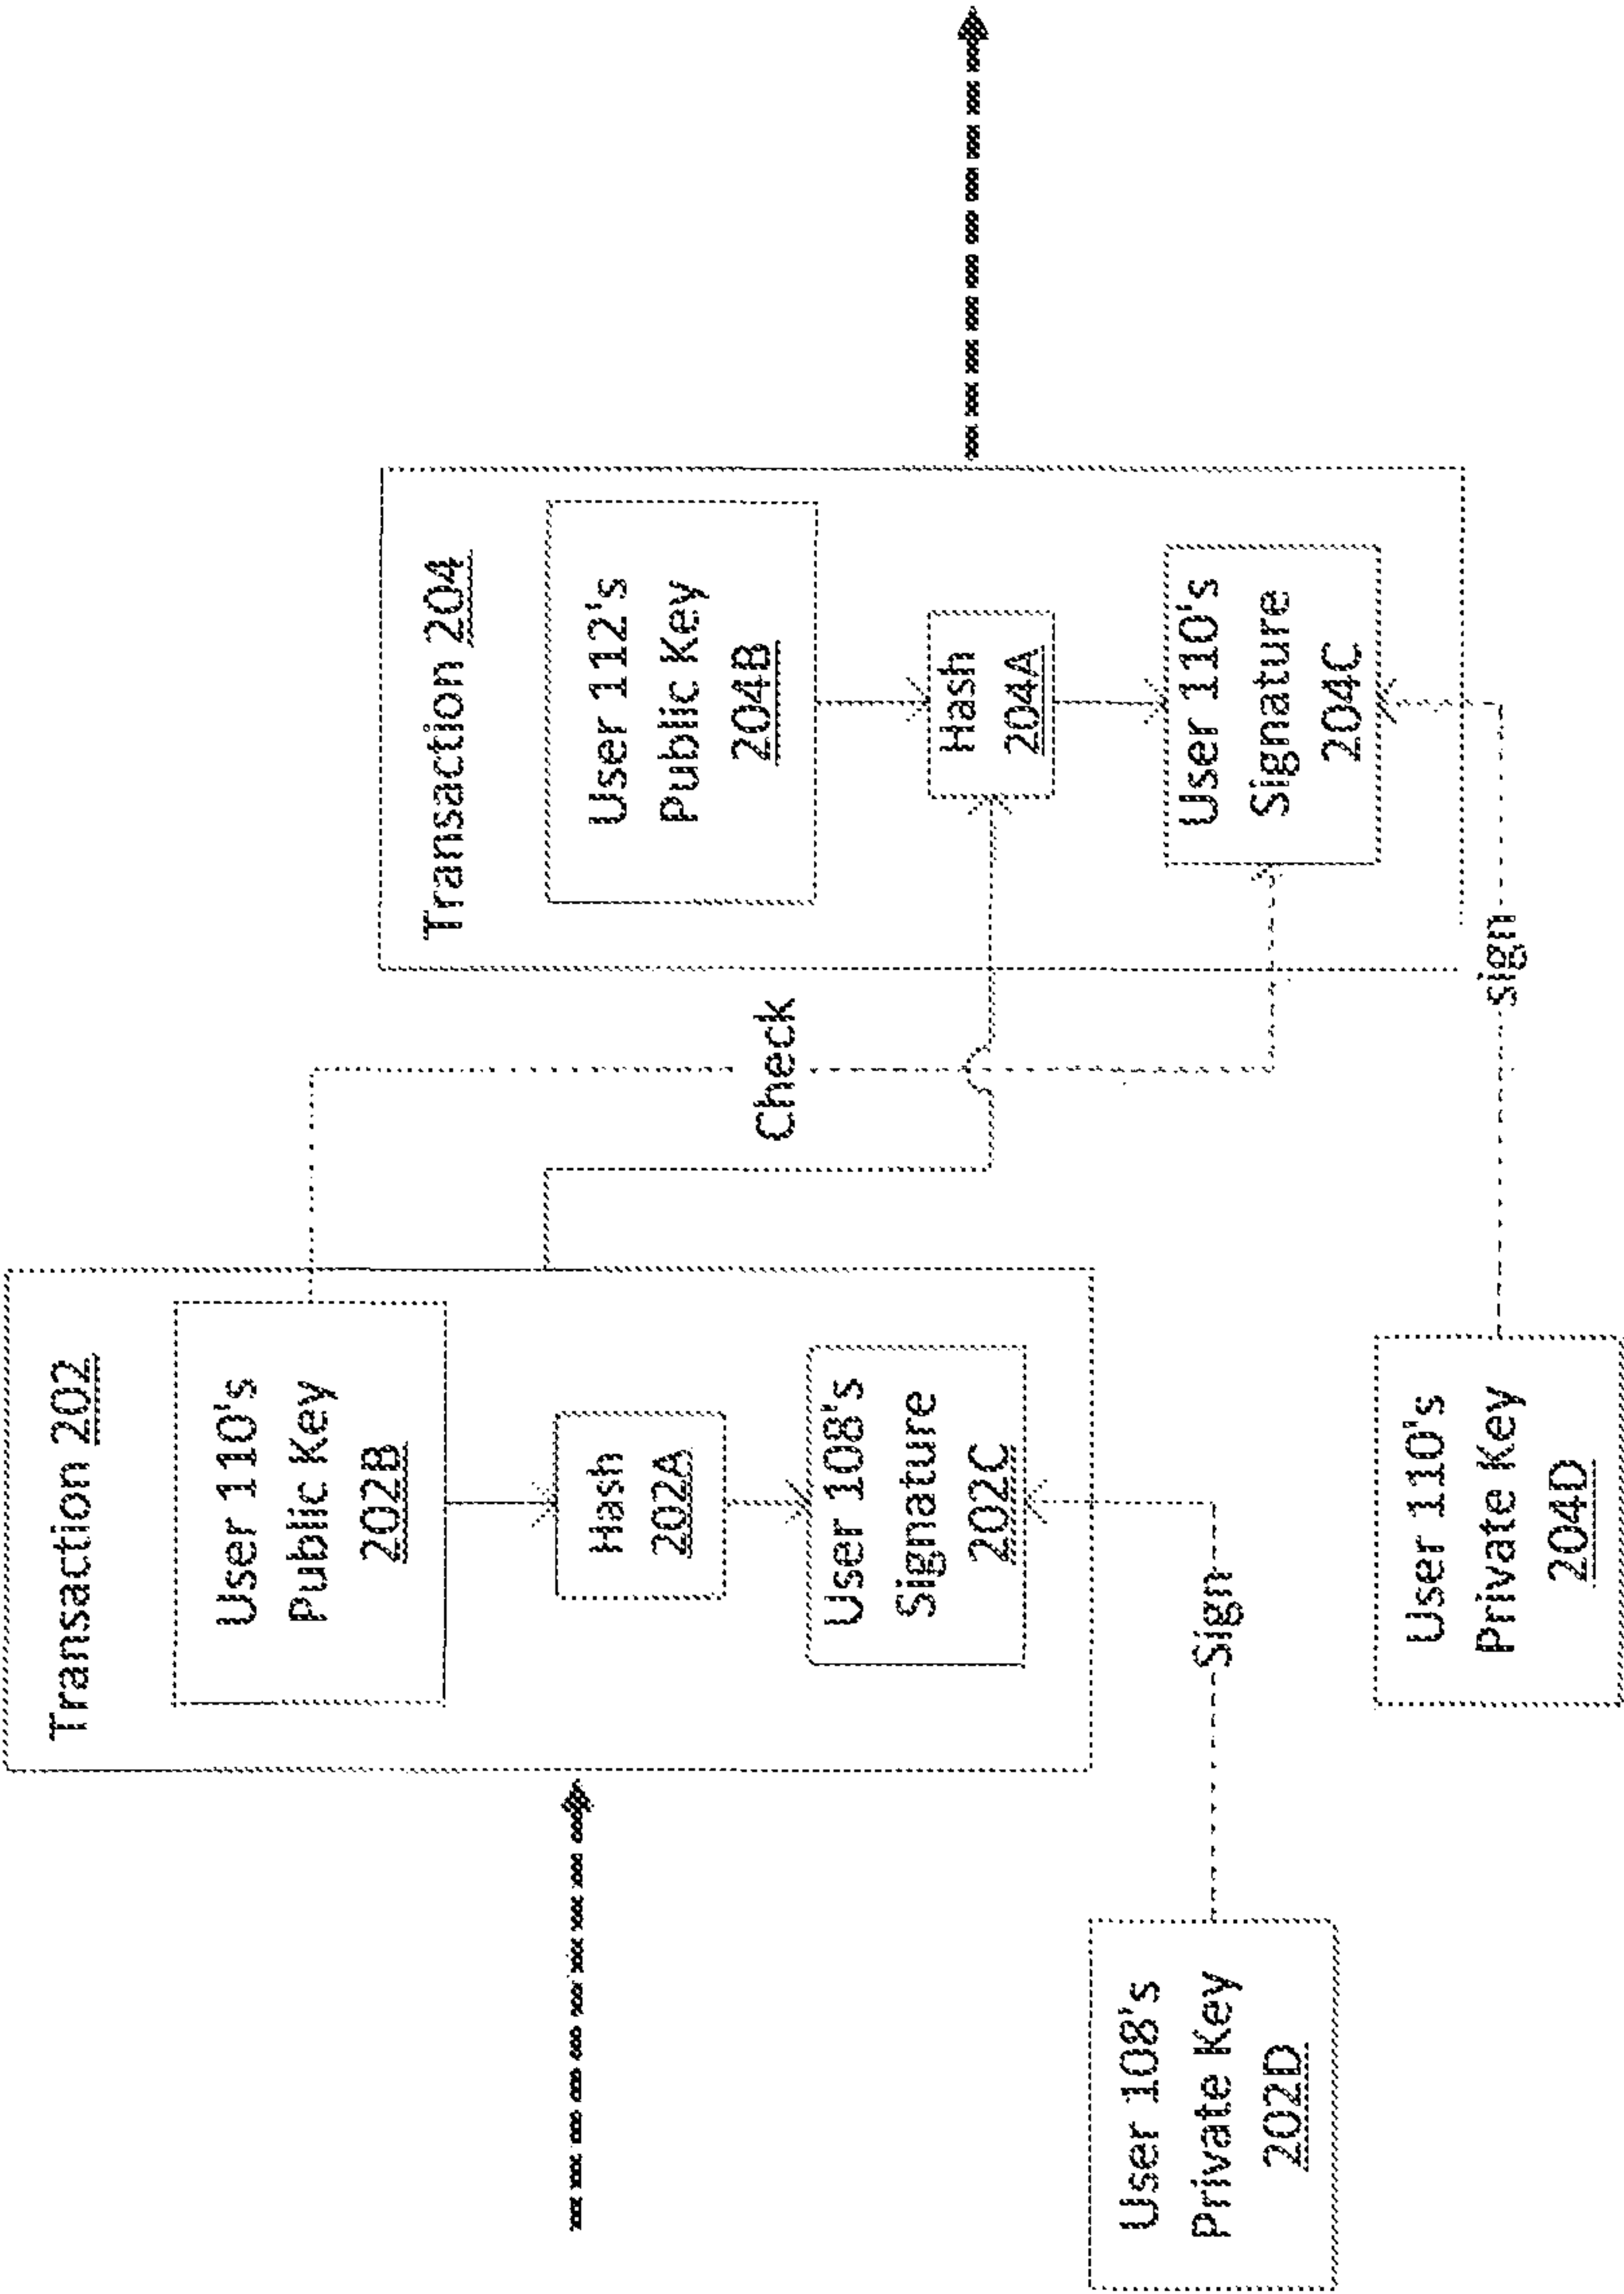 Transaction 202
User 110's
Public Key
202B
Hash
202A
User 108's
Signature
202C
Sign
User 108's
Private Key
202D
Check
Transaction 204
User 112's
Public Key
204B
Hash
204A
User 110's
Signature
204C
sign
User 110's
Private Key
204D